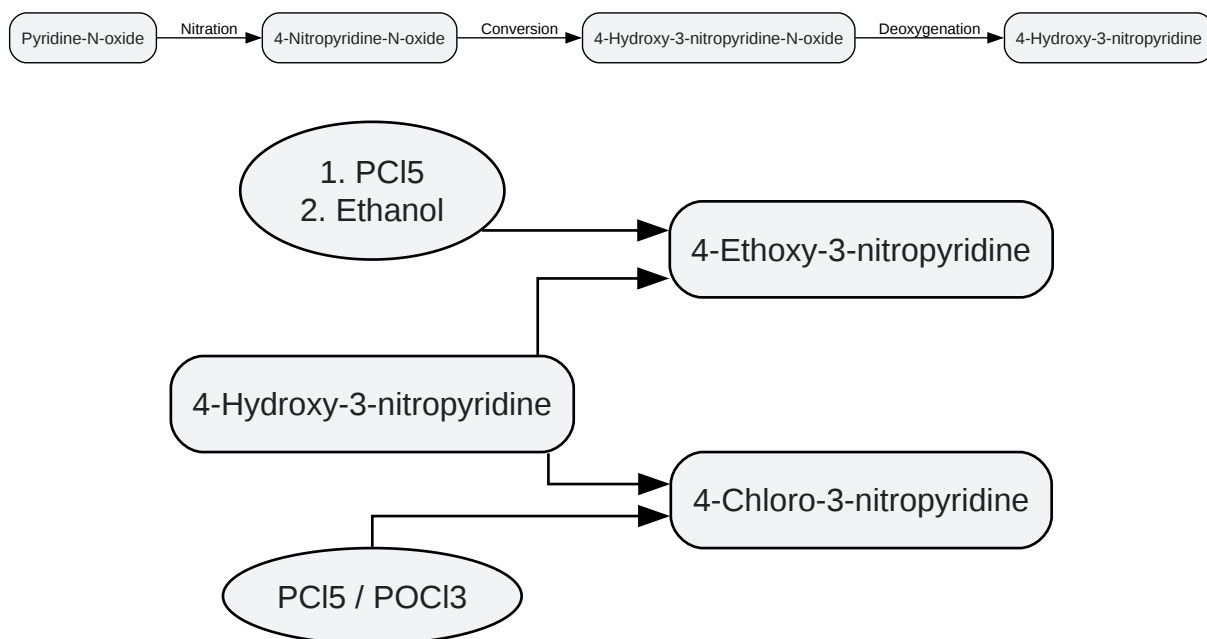 Pyridine-N-oxide
Nitration
4-Nitropyridine-N-oxide
Conversion
4-Hydroxy-3-nitropyridine-N-oxide
Deoxygenation
4-Hydroxy-3-nitropyridine
1. PCl5
2. Ethanol
4-Ethoxy-3-nitropyridine
4-Hydroxy-3-nitropyridine
4-Chloro-3-nitropyridine
PCl5 / POCl3